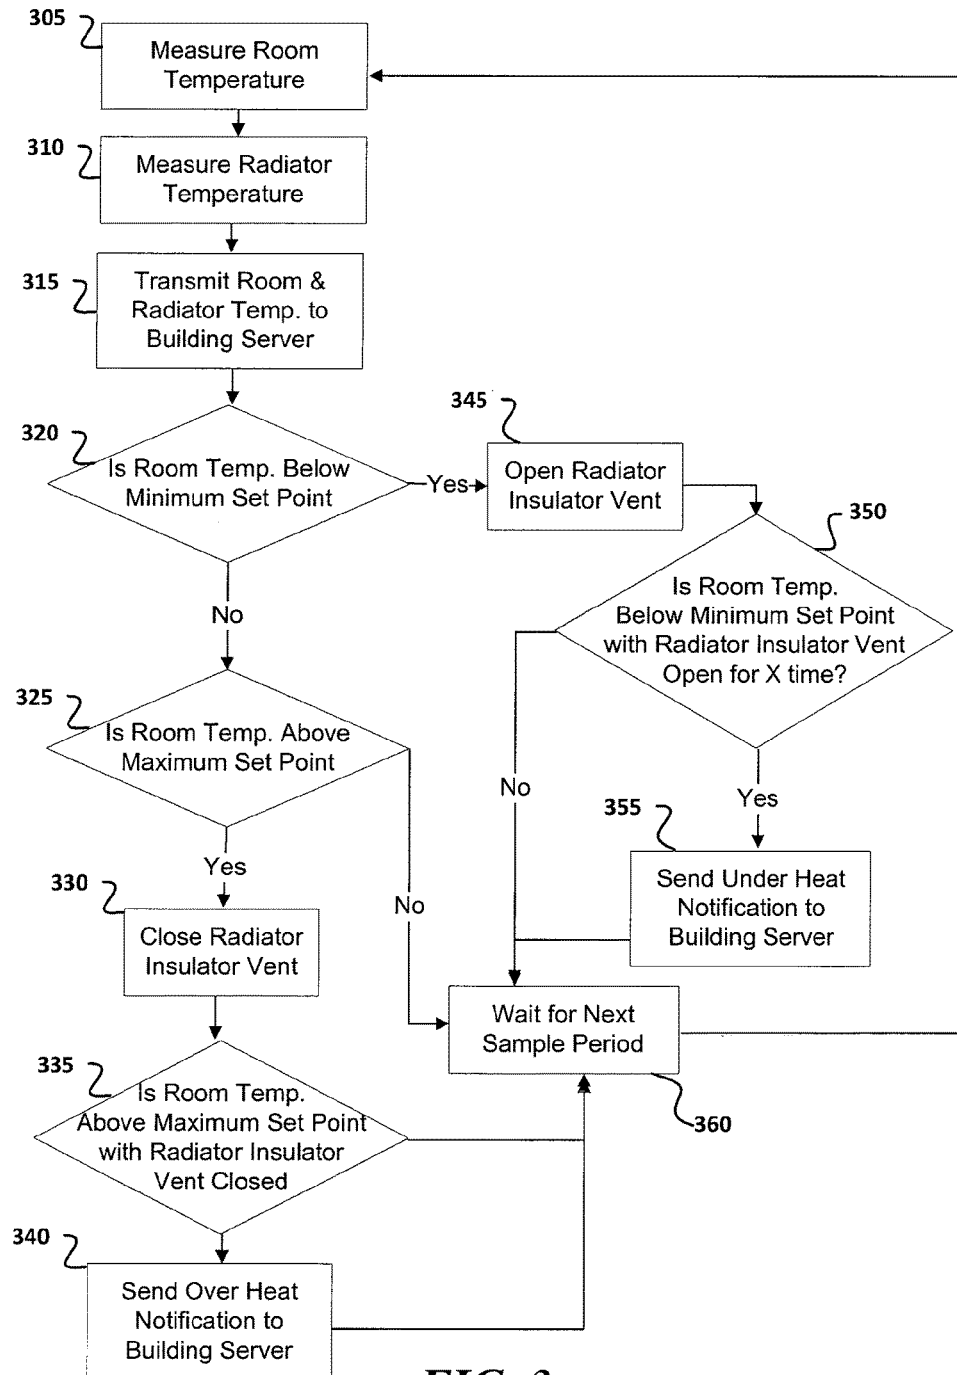 305
Measure Room
Temperature
310
Measure Radiator
Temperature
315
Transmit Room &
Radiator Temp. to
Building Server
320
Is Room Temp. Below
Minimum Set Point
Yes
345
Open Radiator
Insulator Vent
350
Is Room Temp.
Below Minimum Set Point
with Radiator Insulator Vent
Open for X time?
No
325
Is Room Temp. Above
Maximum Set Point
No
Yes
355
Send Under Heat
Notification to
Building Server
Yes
330
Close Radiator
Insulator Vent
No
Wait for Next
Sample Period
360
335
Is Room Temp.
Above Maximum Set Point
with Radiator Insulator
Vent Closed
340
Send Over Heat
Notification to
Building Server
FIG. 3